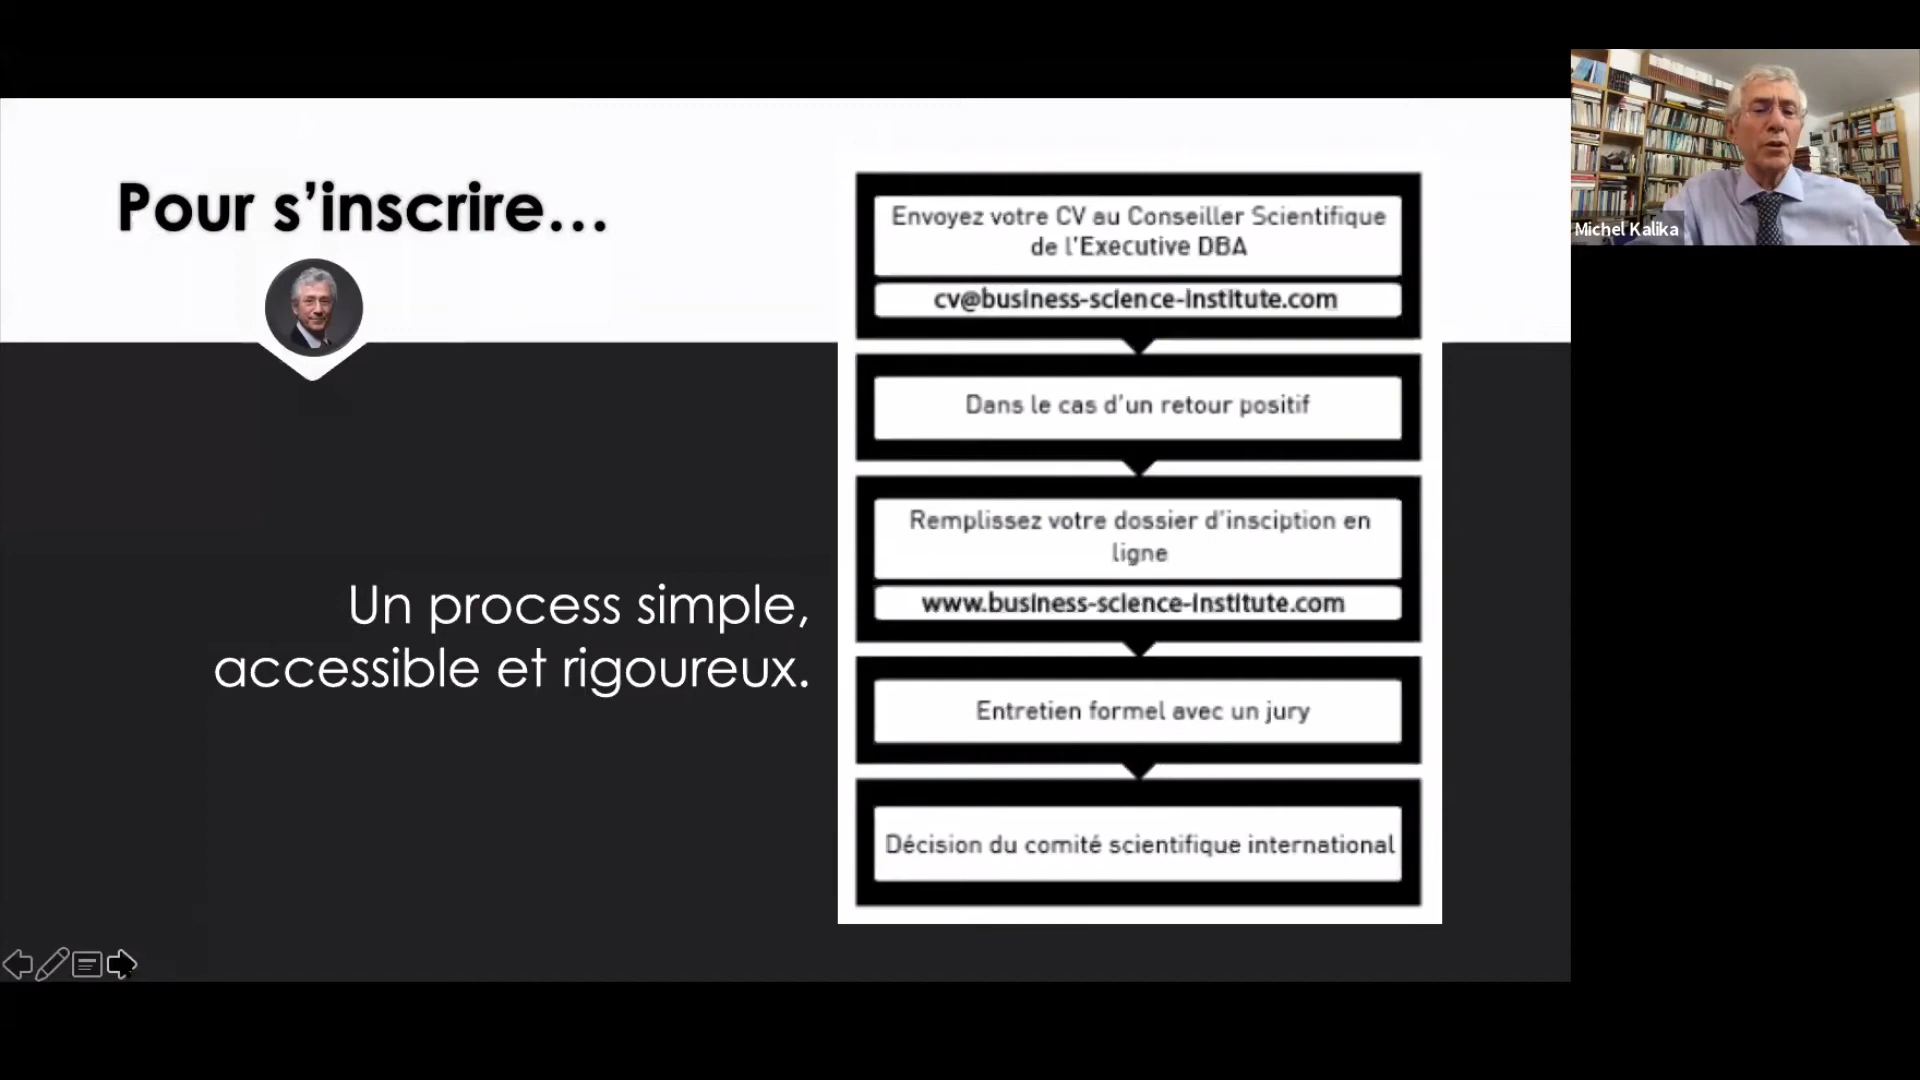 Pour s’inscrire…
Un process simple,
accessible et rigoureux.
Envoyez votre CV au Conseiller Scientifique
de l’Executive DBA
cv@business-science-institute.com
Dans le cas d’un retour positif
Remplissez votre dossier d’insciption en
ligne
www.business-science-institute.com
Entretien formel avec un jury
Décision du comité scientifique international
Michel Kalika